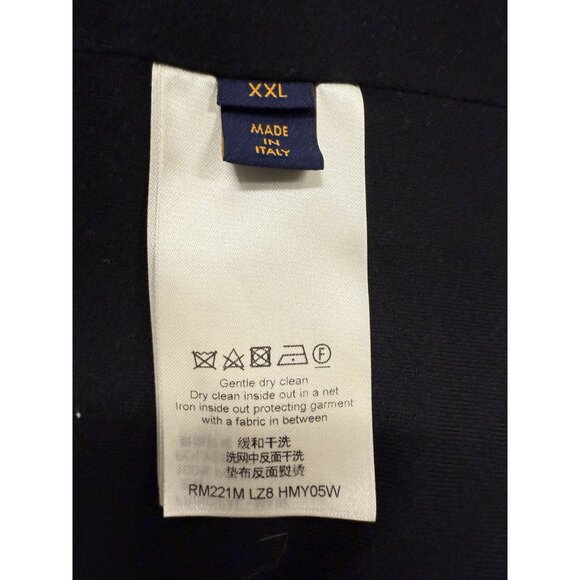 XXL
MADE
IN
ITALY
F
Gentle dry clean
Dry clean inside out in a net
Iron inside out protecting garment
with a fabric in between
缓和干洗
洗网中反面干洗
垫布反面熨烫
RM221M LZ8 HMY05W